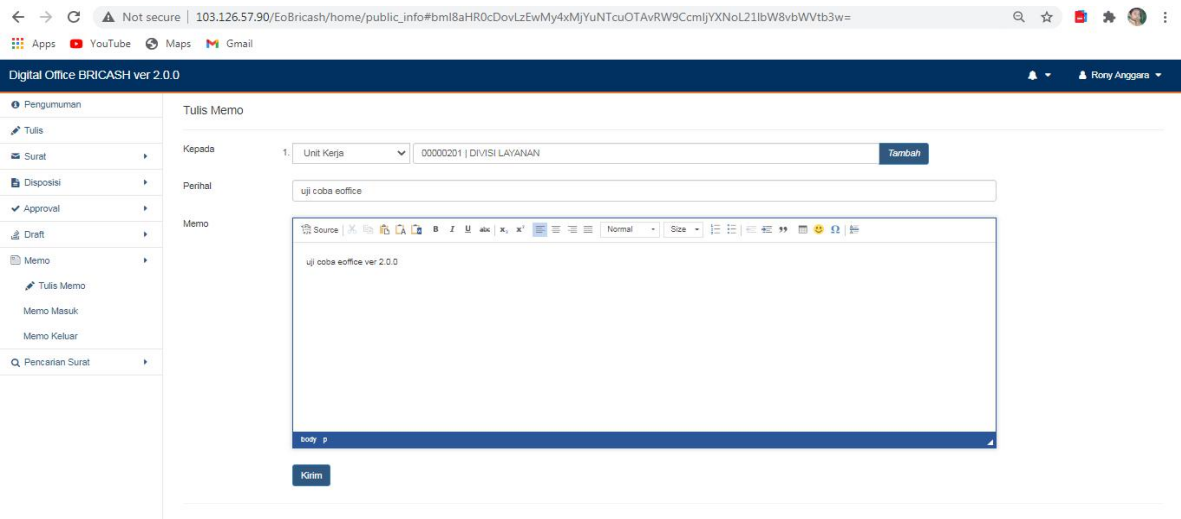 Not secure | 103.126.57.90/EoBricash/home/public_info#bml8aHR0cDovLzEwMy4xMjYuNTcuOTAvRW9CcmljYXNoL21lbW8vbWVtb3w=
Apps YouTube Maps Gmail
Digital Office BRICASH ver 2.0.0 Rony Anggara
Pengumuman
Tulis
Surat
Disposisi
Approval
Draft
Memo
Tulis Memo
Memo Masuk
Memo Keluar
Pencarian Surat
Tulis Memo
Kepada 1. Unit Kerja 00000201 | DIVISI LAYANAN Tambah
Perihal uji coba eoffice
Memo
Source B I U abc x₂ x² Normal Size Ω
uji coba eoffice ver 2.0.0
body p
Kirim